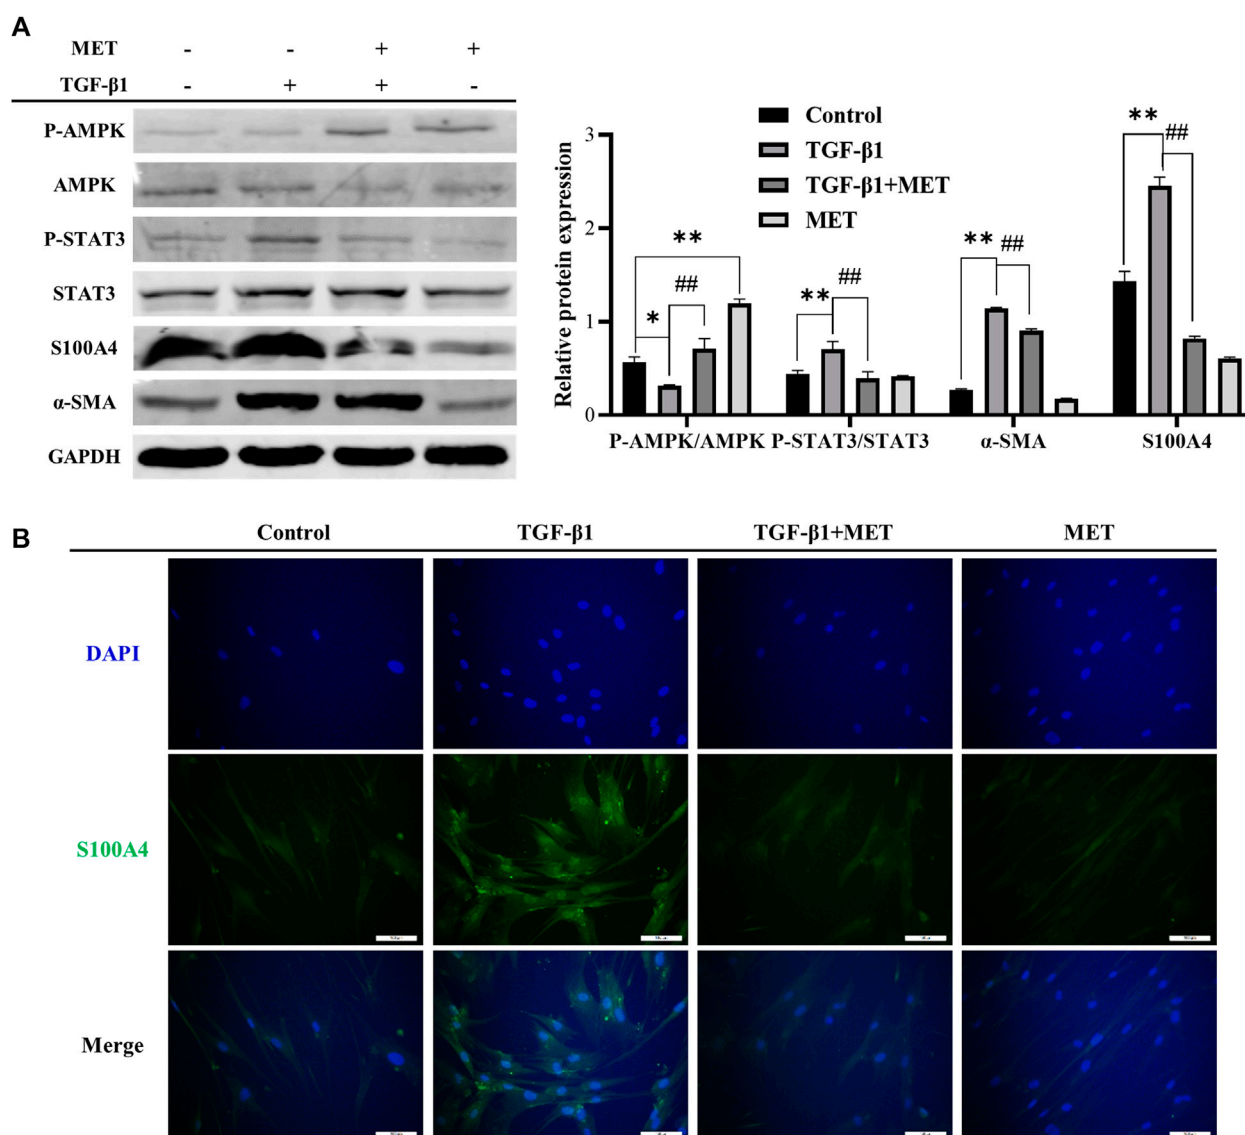 A
MET - - + +
TGF-β1 - + + -
P-AMPK
AMPK
P-STAT3
STAT3
S100A4
α-SMA
GAPDH
Control
TGF-β1
TGF-β1+MET
MET
Relative protein expression
3
2
1
0
** ## *
** ##
** ##
** ##
P-AMPK/AMPK P-STAT3/STAT3 α-SMA S100A4
B
Control TGF-β1 TGF-β1+MET MET
DAPI
S100A4
Merge